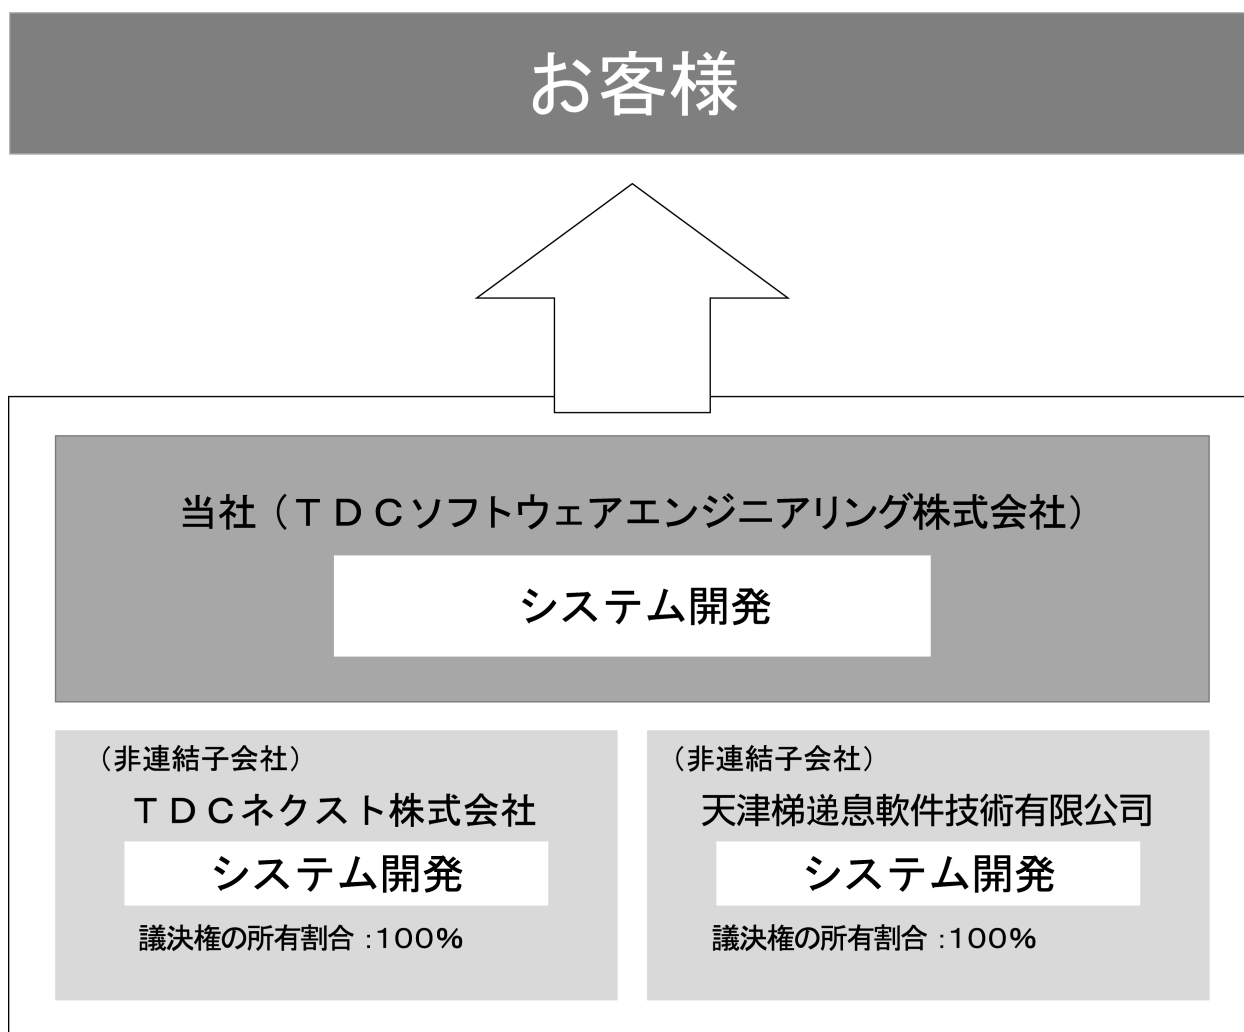 お客様
当社（ＴＤＣソフトウェアエンジニアリング株式会社）
システム開発
（非連結子会社）
ＴＤＣネクスト株式会社
システム開発
議決権の所有割合：１００％
（非連結子会社）
天津梯递息軟件技術有限公司
システム開発
議決権の所有割合：１００％